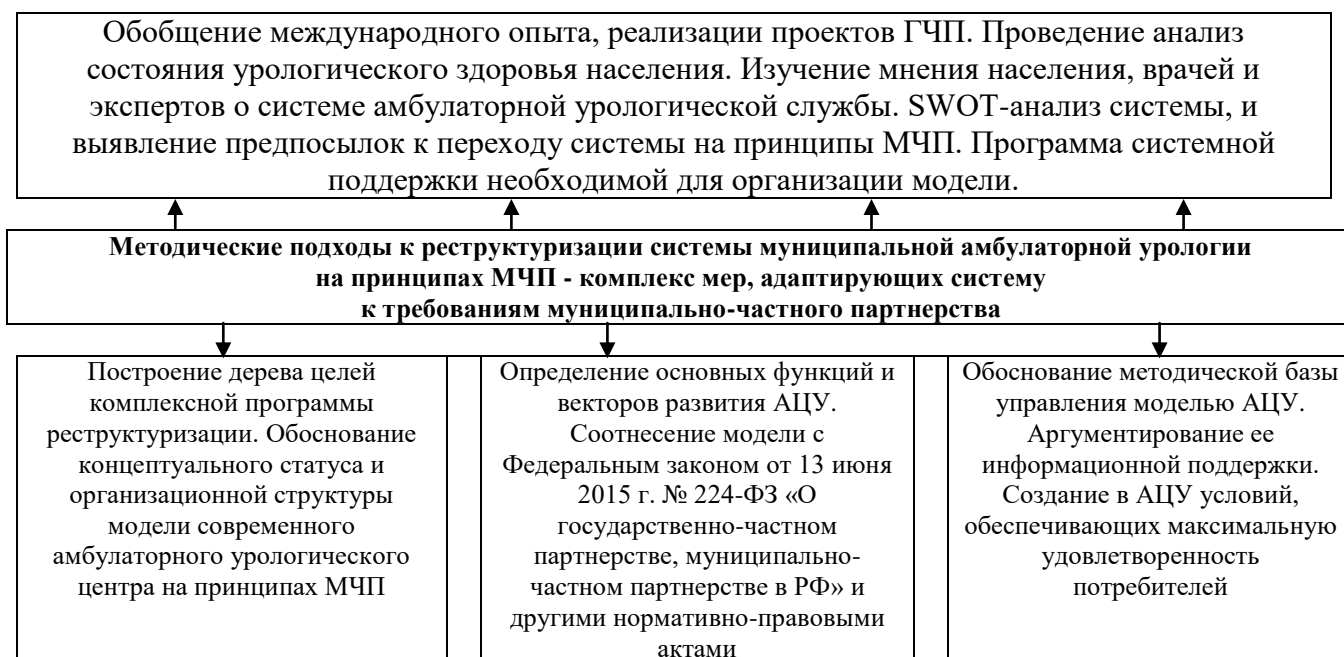 Обобщение международного опыта, реализации проектов ГЧП. Проведение анализ
состояния урологического здоровья населения. Изучение мнения населения, врачей и
экспертов о системе амбулаторной урологической службы. SWOT-анализ системы, и
выявление предпосылок к переходу системы на принципы МЧП. Программа системной
поддержки необходимой для организации модели.
Методические подходы к реструктуризации системы муниципальной амбулаторной урологии
на принципах МЧП - комплекс мер, адаптирующих систему
к требованиям муниципально-частного партнерства
Построение дерева целей
комплексной программы
реструктуризации. Обоснование
концептуального статуса и
организационной структуры
модели современного
амбулаторного урологического
центра на принципах МЧП
Определение основных функций и
векторов развития АЦУ.
Соотнесение модели с
Федеральным законом от 13 июня
2015 г. № 224-ФЗ «О
государственно-частном
партнерстве, муниципально-
частном партнерстве в РФ» и
другими нормативно-правовыми
актами
Обоснование методической базы
управления моделью АЦУ.
Аргументирование ее
информационной поддержки.
Создание в АЦУ условий,
обеспечивающих максимальную
удовлетворенность
потребителей